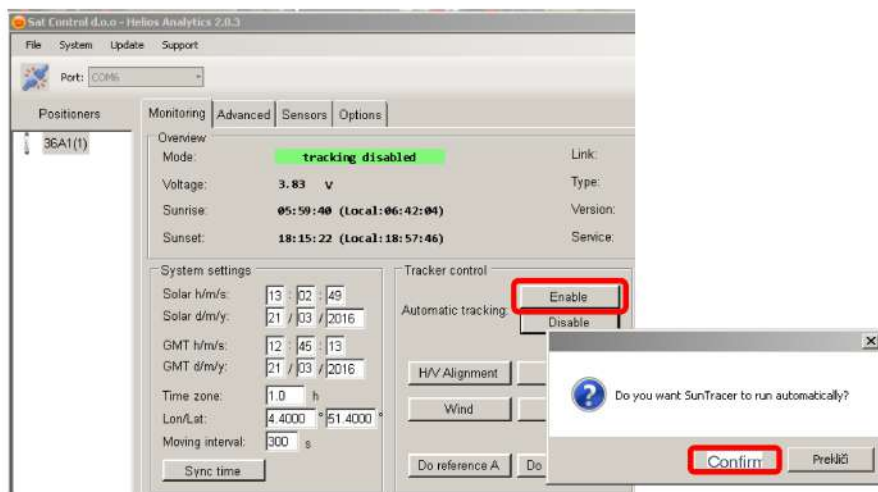 Sat Control d.o.o - Helios Analytics 2.0.3
File System Update Support
Port: COM6
Positioners
Monitoring Advanced Sensors Options
36A1(1)
Overview
Mode: tracking disabled Link:
Voltage: 3.83 V Type:
Sunrise: 05:59:40 (Local:06:42:04) Version:
Sunset: 18:15:22 (Local:18:57:46) Service:
System settings
Tracker control
Solar h/m/s: 13 : 02 : 49
Solar d/m/y: 21 / 03 / 2016
GMT h/m/s: 12 : 45 : 13
GMT d/m/y: 21 / 03 / 2016
Time zone: 1.0 h
Lon/Lat: 4.4000 ° 51.4000 °
Moving interval: 300 s
Sync time
Automatic tracking: Enable
Disable
H/V Alignment
Wind
Do reference A Do
Do you want SunTracer to run automatically?
Confirm Prekliči